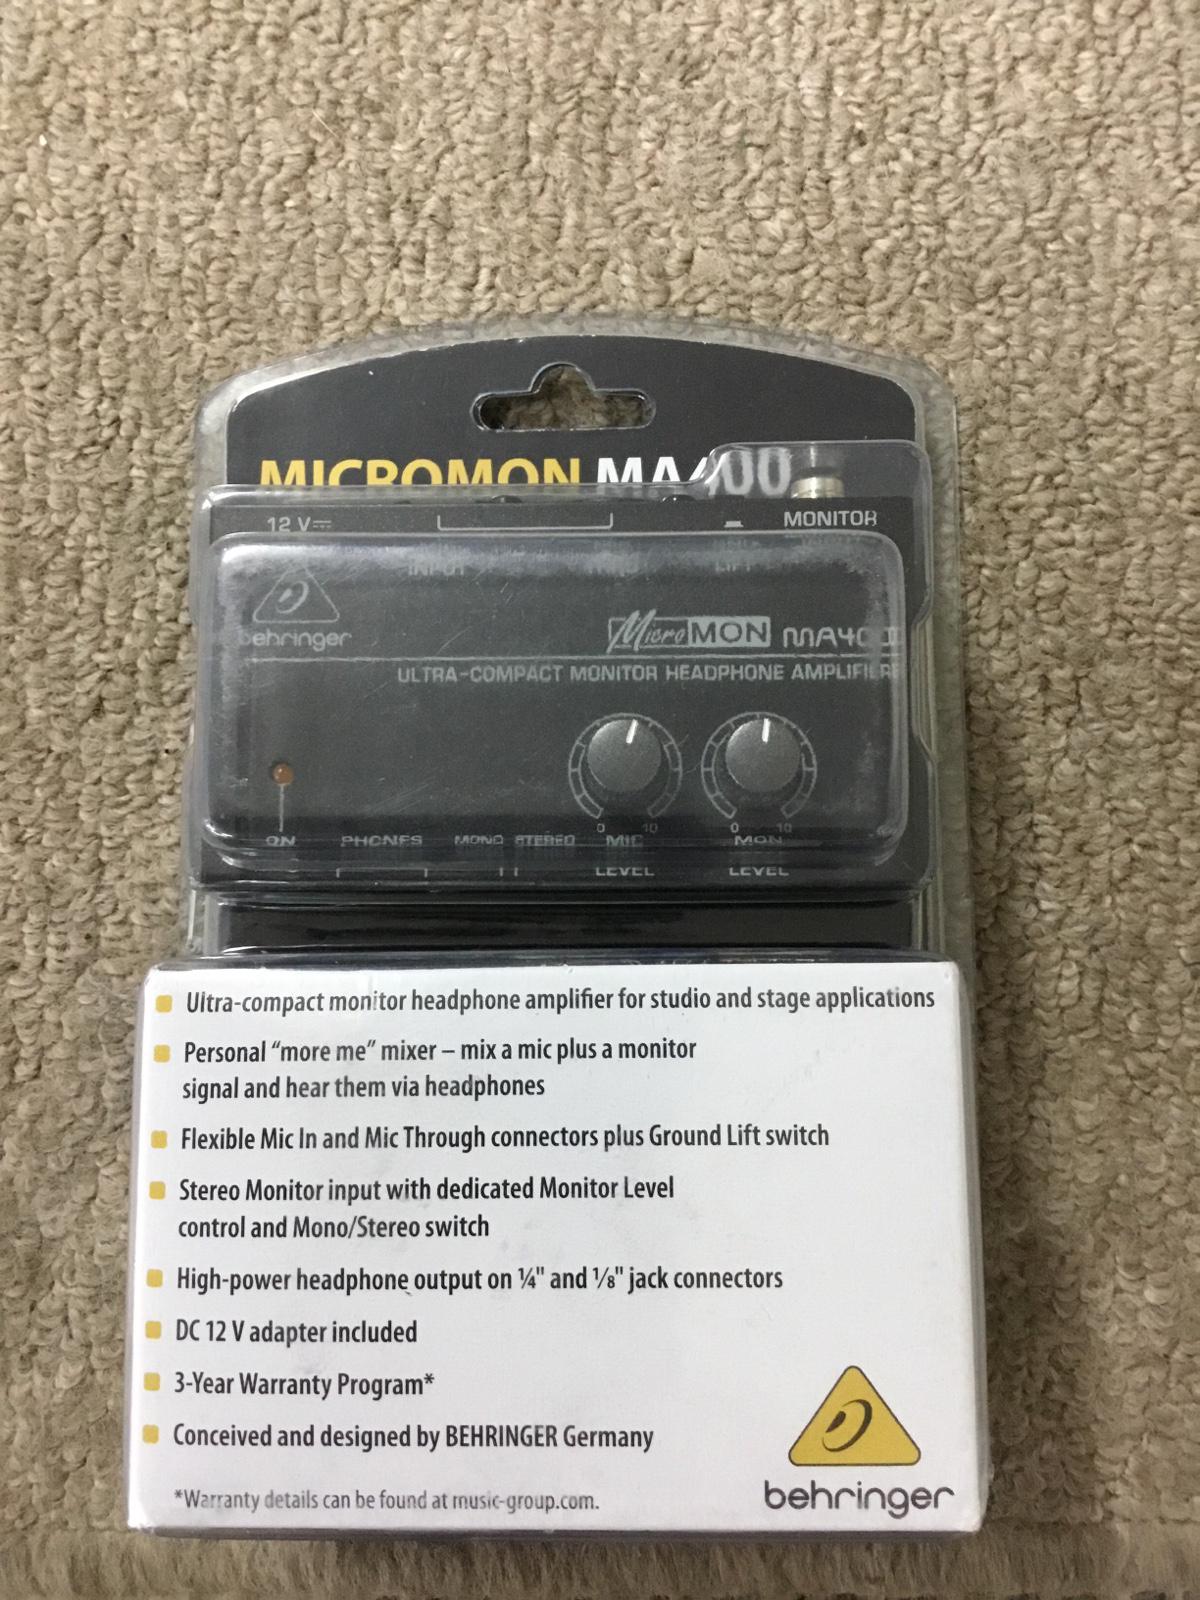 MICROMON MA400
12 V
MONITOR
INPUT
LIFT
behringer
MicroMON MA400
ULTRA-COMPACT MONITOR HEADPHONE AMPLIFIER
0 10 0 10
ON PHONES MONO STEREO MIC MON
LEVEL LEVEL
Ultra-compact monitor headphone amplifier for studio and stage applications
Personal “more me” mixer – mix a mic plus a monitor
signal and hear them via headphones
Flexible Mic In and Mic Through connectors plus Ground Lift switch
Stereo Monitor input with dedicated Monitor Level
control and Mono/Stereo switch
High-power headphone output on ¼" and ⅛" jack connectors
DC 12 V adapter included
3-Year Warranty Program*
Conceived and designed by BEHRINGER Germany
*Warranty details can be found at music-group.com.
behringer